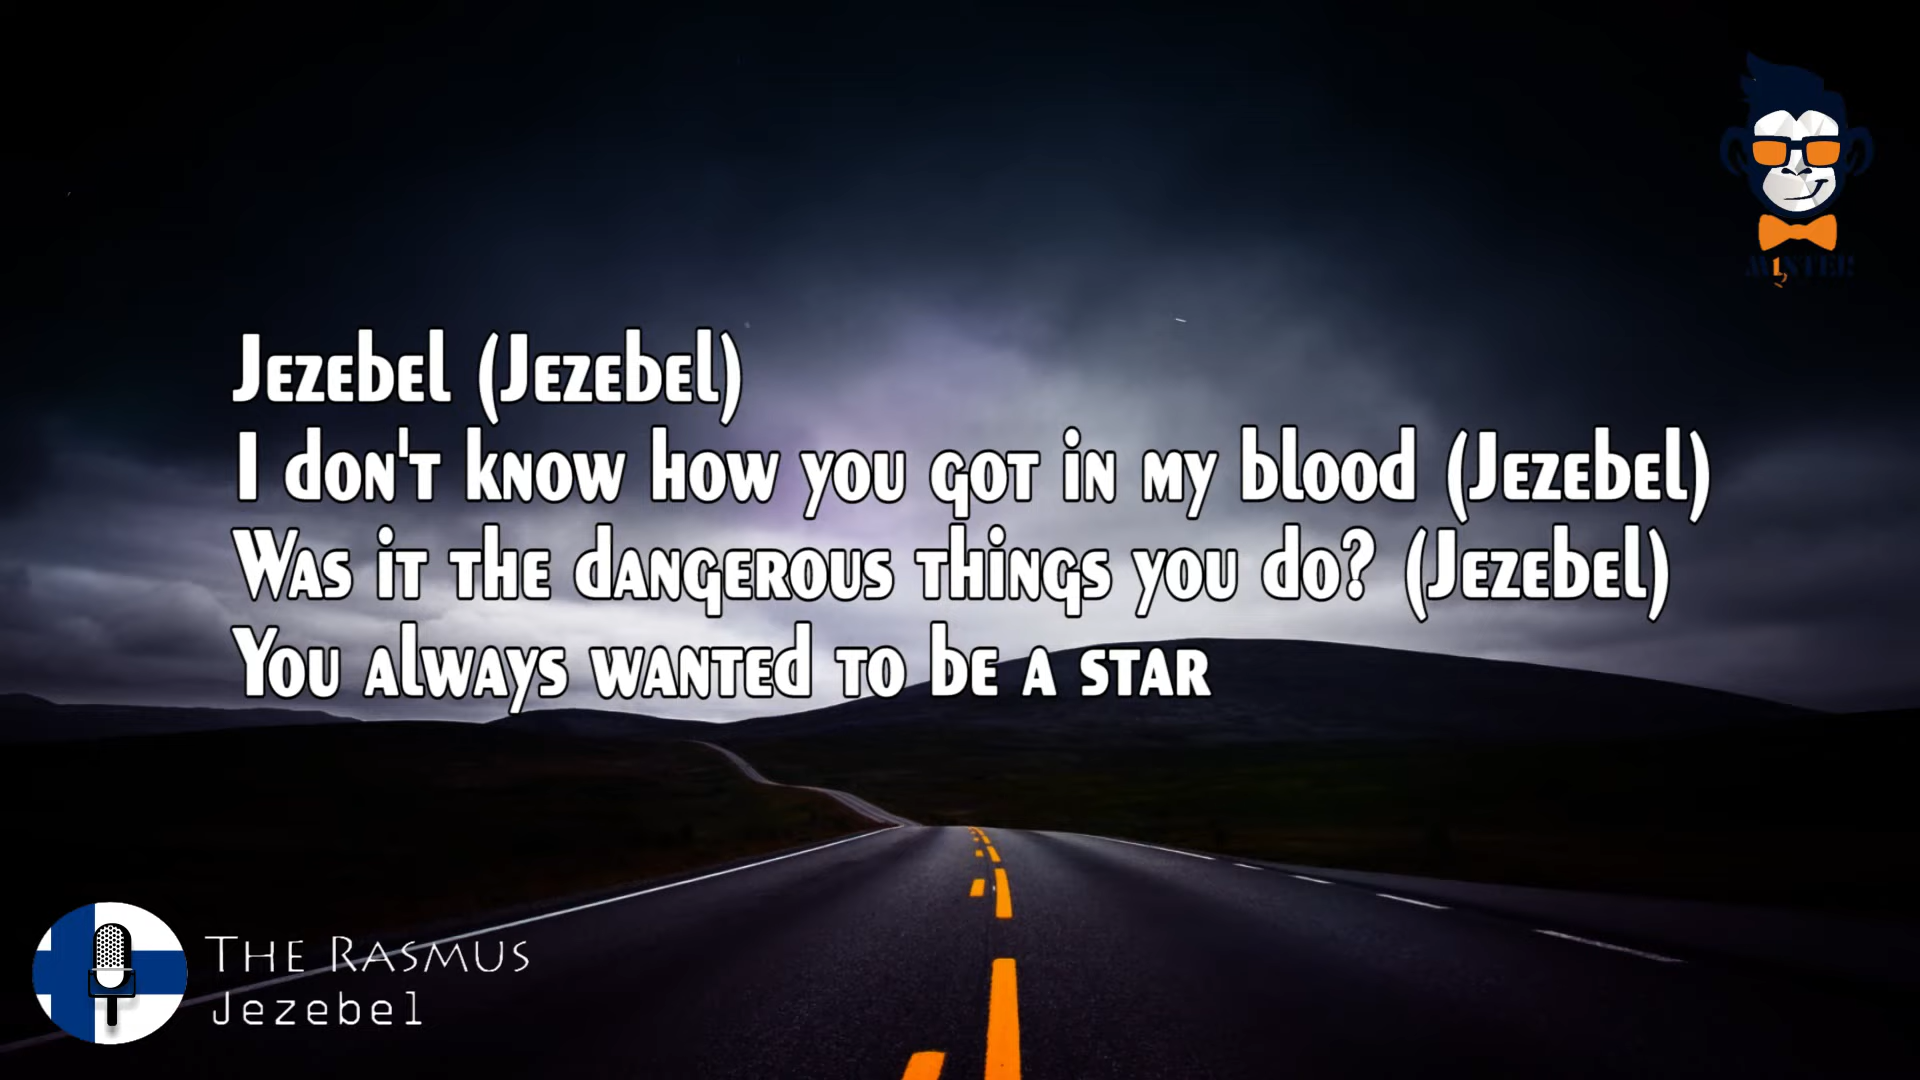 Jezebel (Jezebel)
I don't know how you got in my blood (Jezebel)
Was it the dangerous things you do? (Jezebel)
You always wanted to be a star
The Rasmus
Jezebel